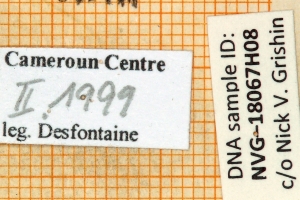 Cameroun Centre
II. 1999
leg. Desfontaine
DNA sample ID:
NVG-18067H08
c/o Nick V. Grishin